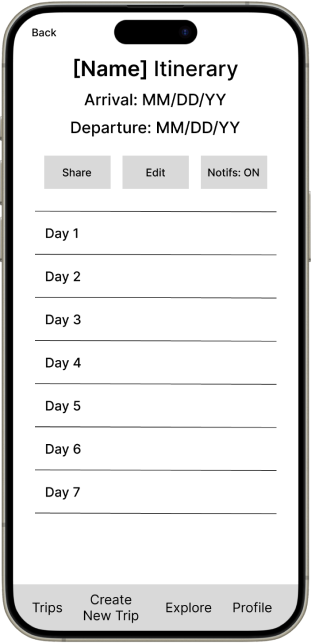 Back
[Name] Itinerary
Arrival: MM/DD/YY
Departure: MM/DD/YY
Share Edit Notifs: ON
Day 1
Day 2
Day 3
Day 4
Day 5
Day 6
Day 7
Trips Create New Trip Explore Profile